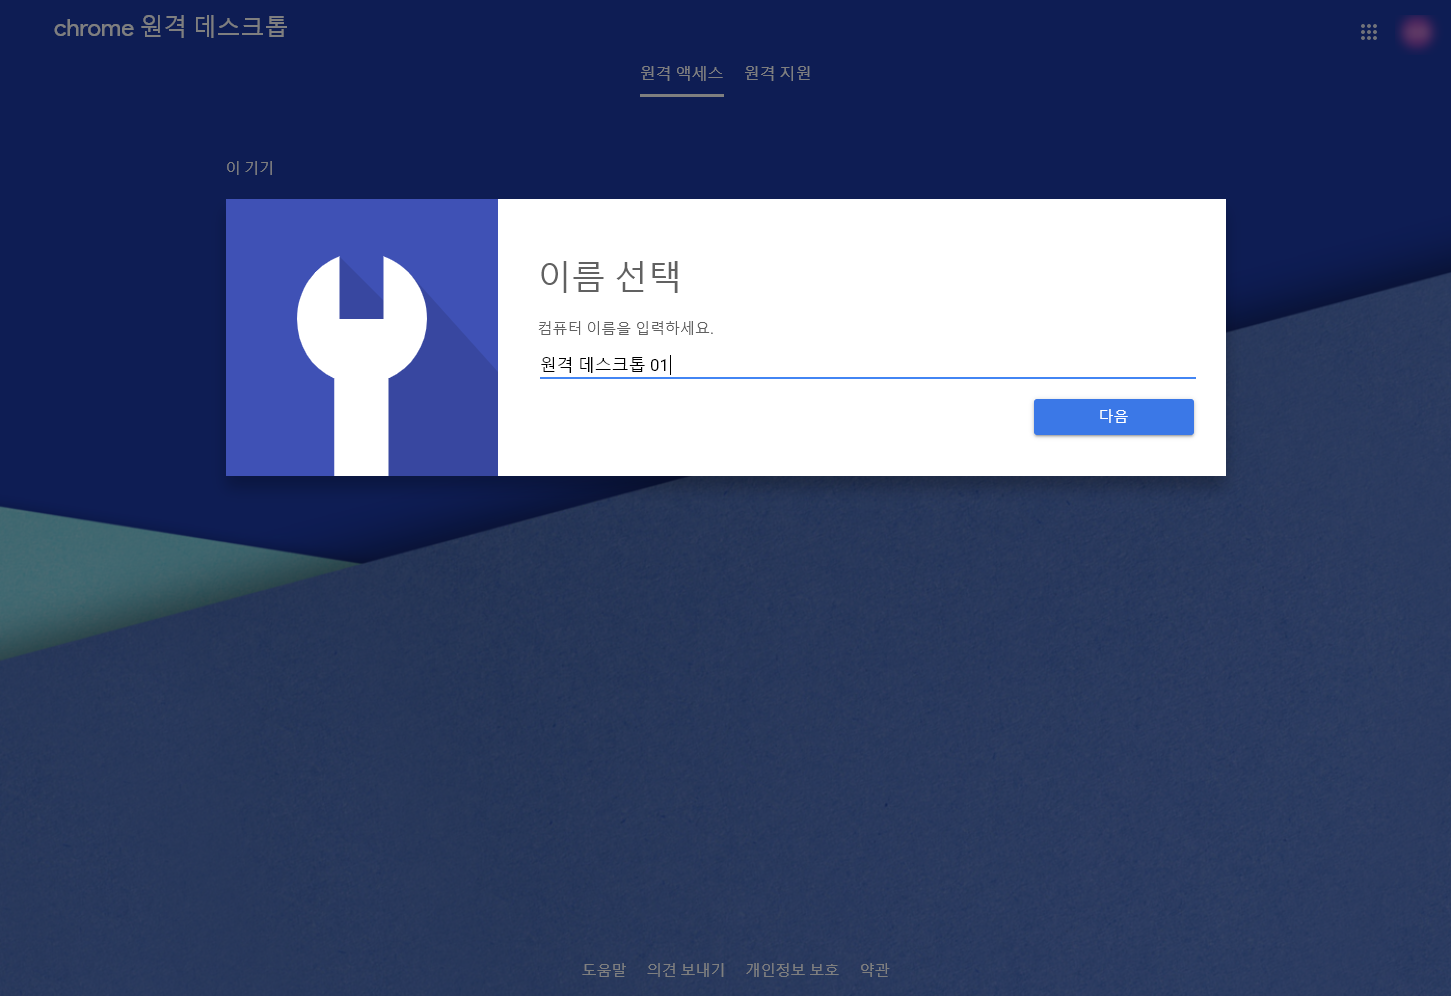 chrome 원격 데스크톱
원격 액세스 원격 지원
이 기기
이름 선택
컴퓨터 이름을 입력하세요.
원격 데스크톱 01
다음
도움말 의견 보내기 개인정보 보호 약관